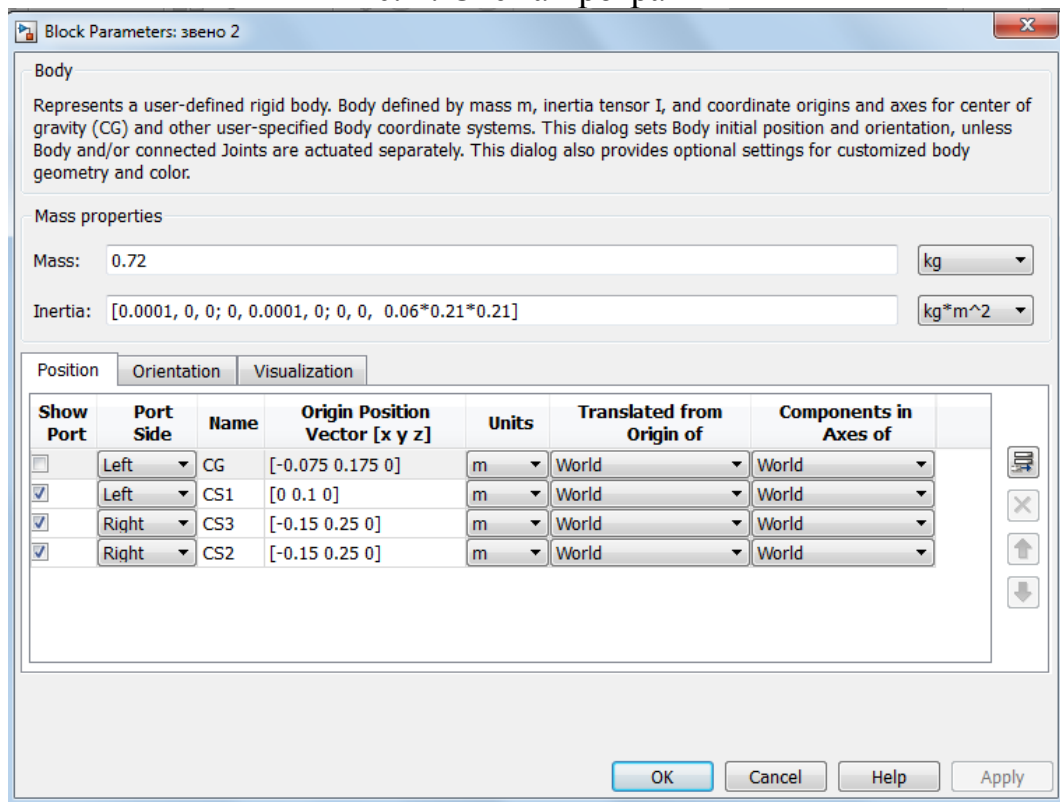 Block Parameters: звено 2
Body
Represents a user-defined rigid body. Body defined by mass m, inertia tensor I, and coordinate origins and axes for center of
gravity (CG) and other user-specified Body coordinate systems. This dialog sets Body initial position and orientation, unless
Body and/or connected Joints are actuated separately. This dialog also provides optional settings for customized body
geometry and color.
Mass properties
Mass: 0.72 kg
Inertia: [0.0001, 0, 0; 0, 0.0001, 0; 0, 0, 0.06*0.21*0.21] kg*m^2
Position Orientation Visualization
Show Port Port Side Name Origin Position Vector [x y z] Units Translated from Origin of Components in Axes of
Left CG [-0.075 0.175 0] m World World
Left CS1 [0 0.1 0] m World World
Right CS3 [-0.15 0.25 0] m World World
Right CS2 [-0.15 0.25 0] m World World
OK Cancel Help Apply